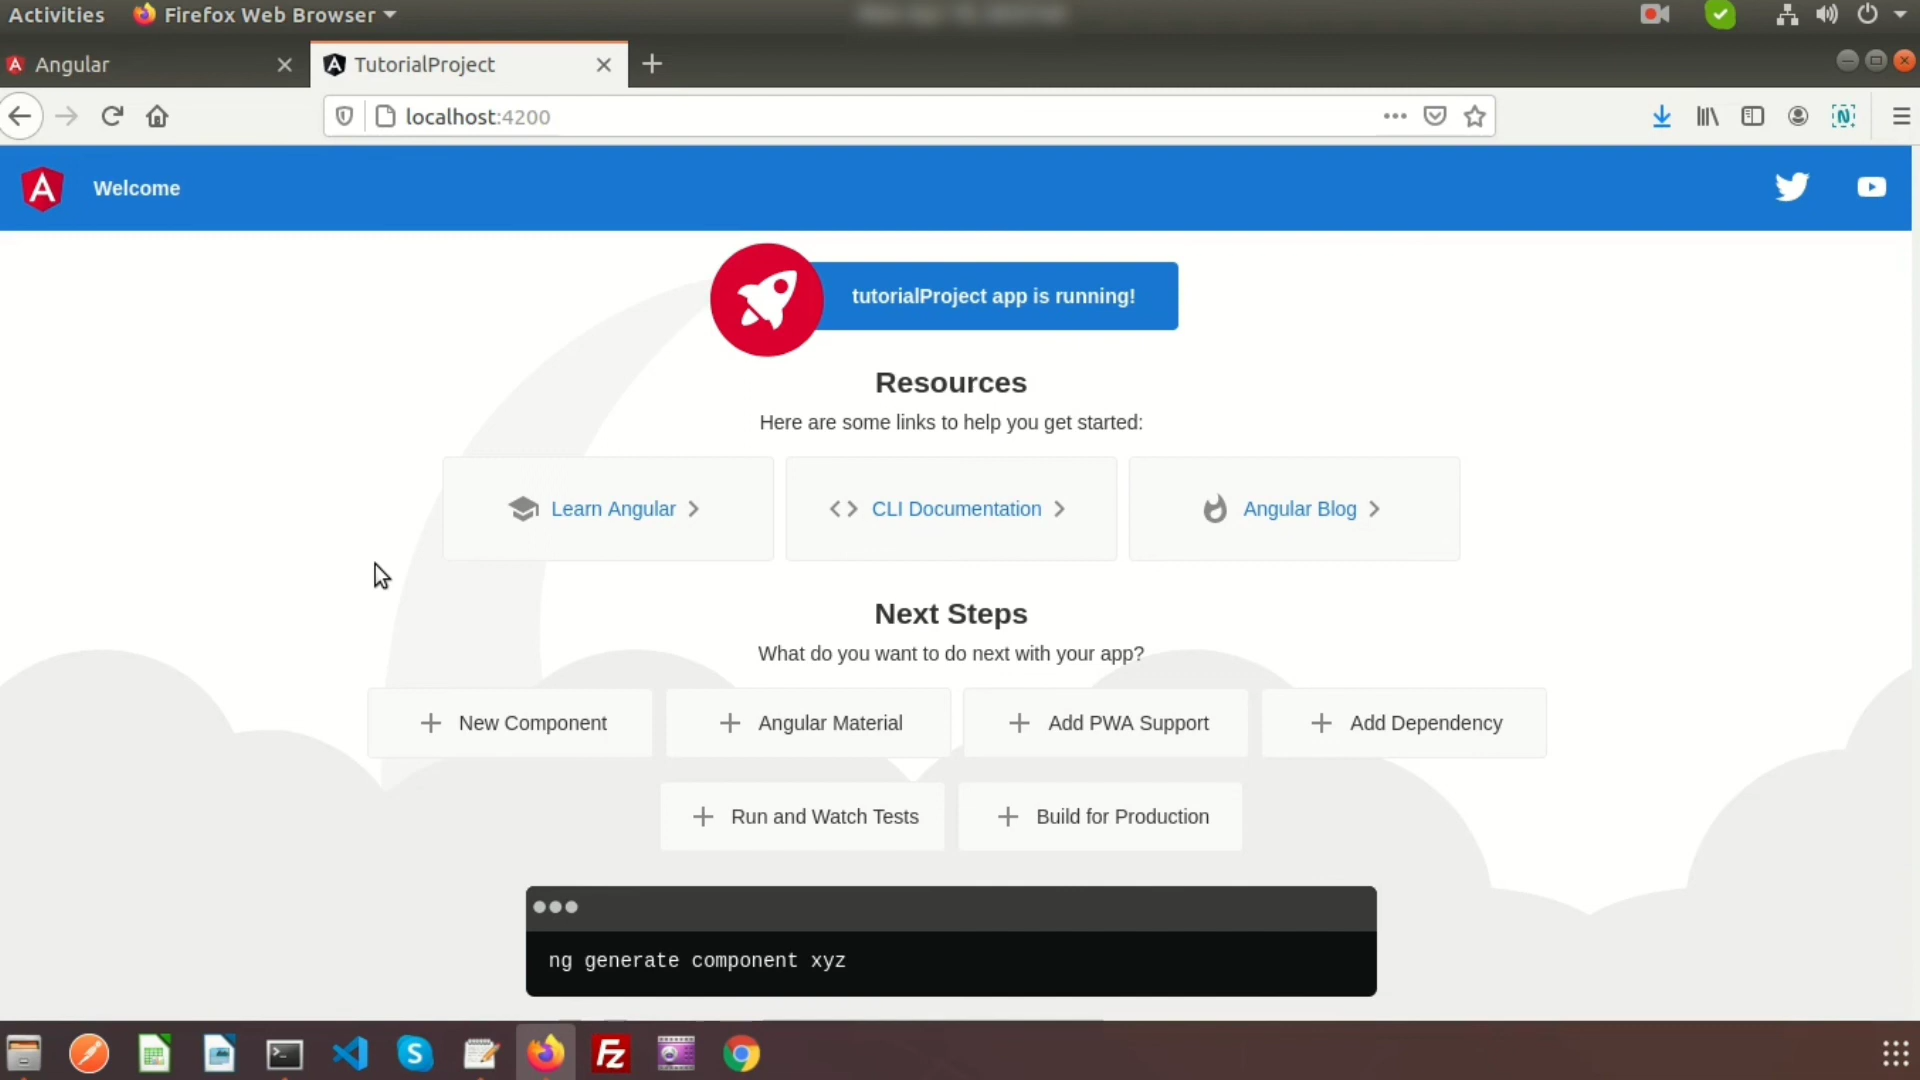 Activities
Firefox Web Browser
Angular
TutorialProject
localhost:4200
Welcome
tutorialProject app is running!
Resources
Here are some links to help you get started:
Learn Angular
CLI Documentation
Angular Blog
Next Steps
What do you want to do next with your app?
New Component
Angular Material
Add PWA Support
Add Dependency
Run and Watch Tests
Build for Production
ng generate component xyz